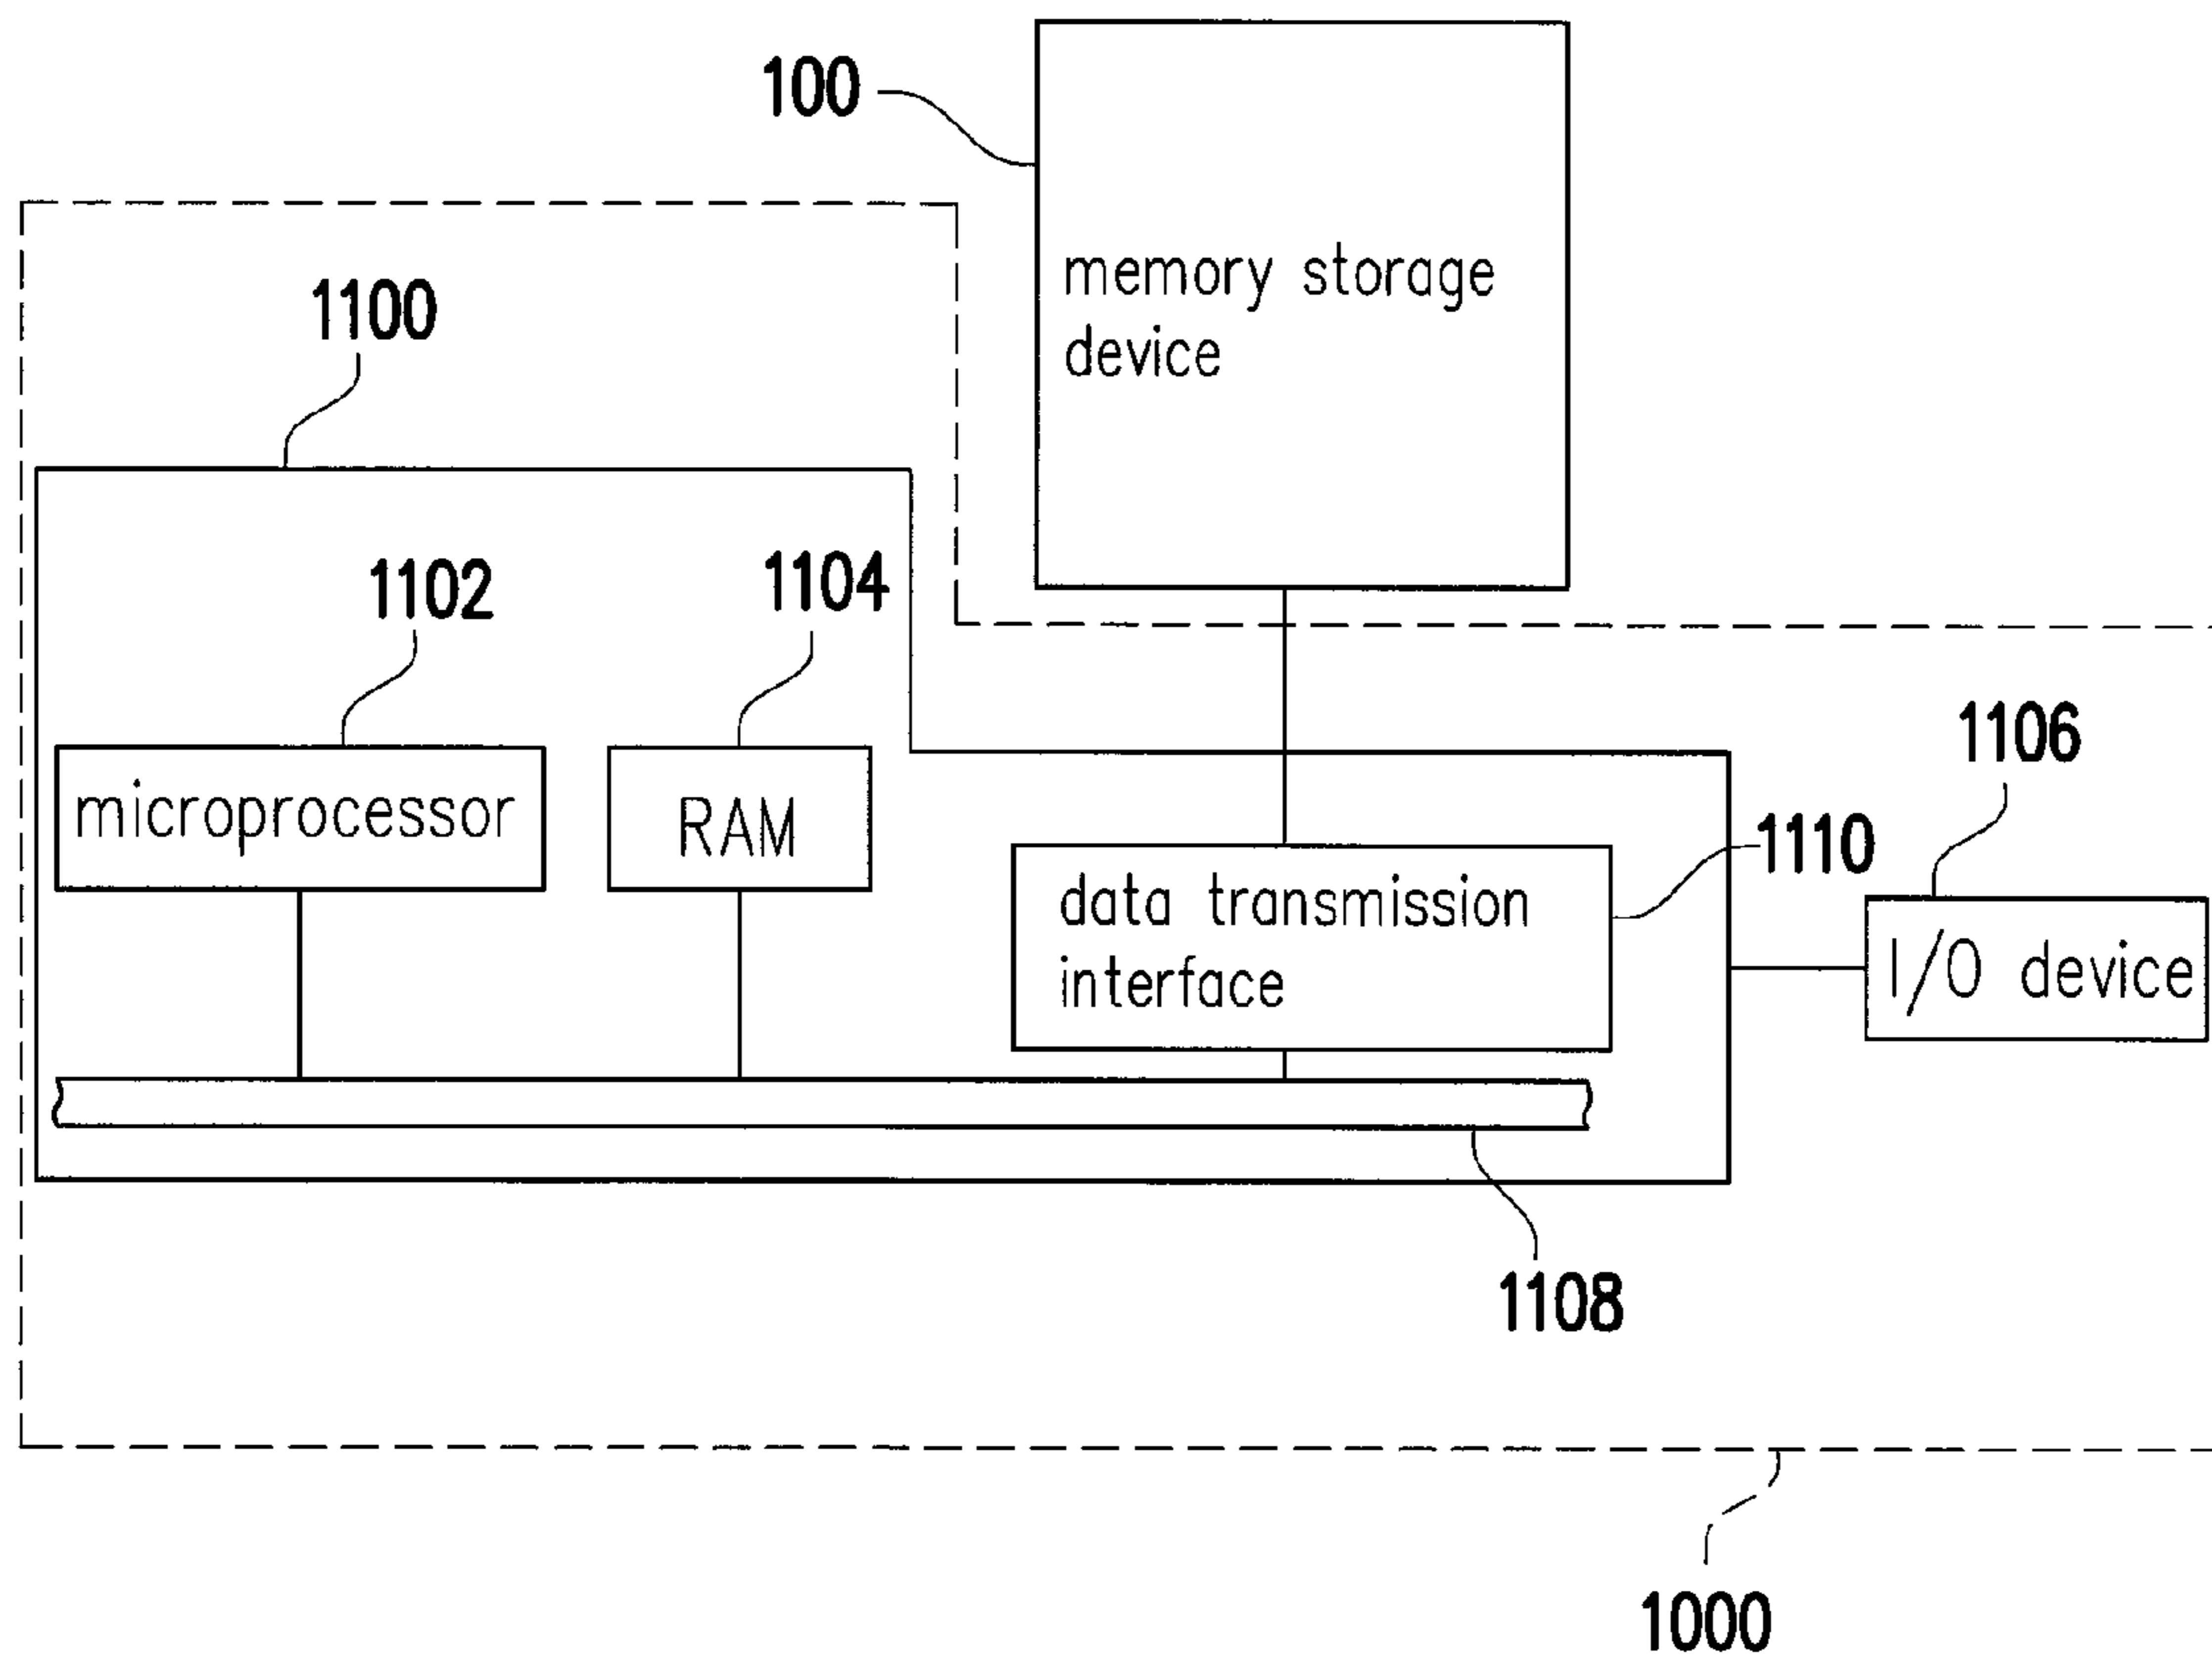 100
memory storage
device
1100
1102
1104
1106
microprocessor
RAM
1110
data transmission
interface
I/O device
1108
1000